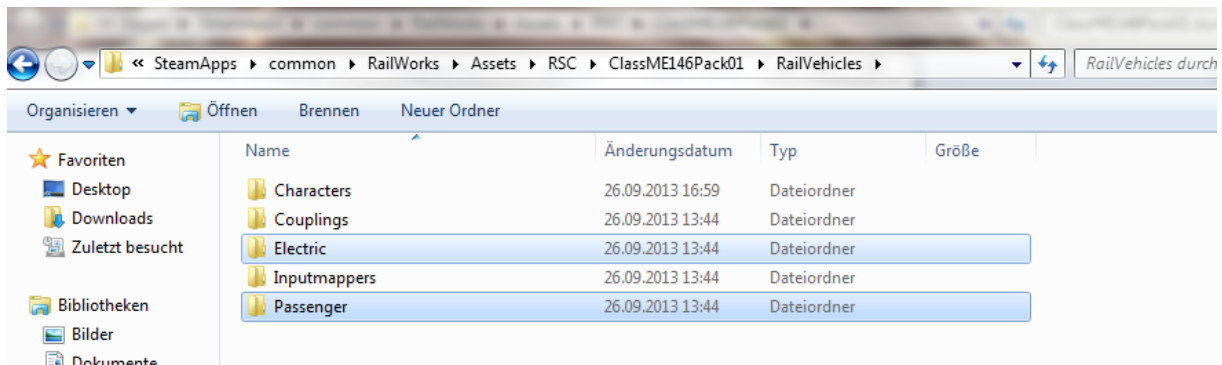 « SteamApps ▸ common ▸ RailWorks ▸ Assets ▸ RSC ▸ ClassME146Pack01 ▸ RailVehicles ▸ RailVehicles durch
Organisieren Öffnen Brennen Neuer Ordner
Name Änderungsdatum Typ Größe
Favoriten
Desktop
Downloads
Zuletzt besucht
Bibliotheken
Bilder
Dokumente
Characters 26.09.2013 16:59 Dateiordner
Couplings 26.09.2013 13:44 Dateiordner
Electric 26.09.2013 13:44 Dateiordner
Inputmappers 26.09.2013 13:44 Dateiordner
Passenger 26.09.2013 13:44 Dateiordner